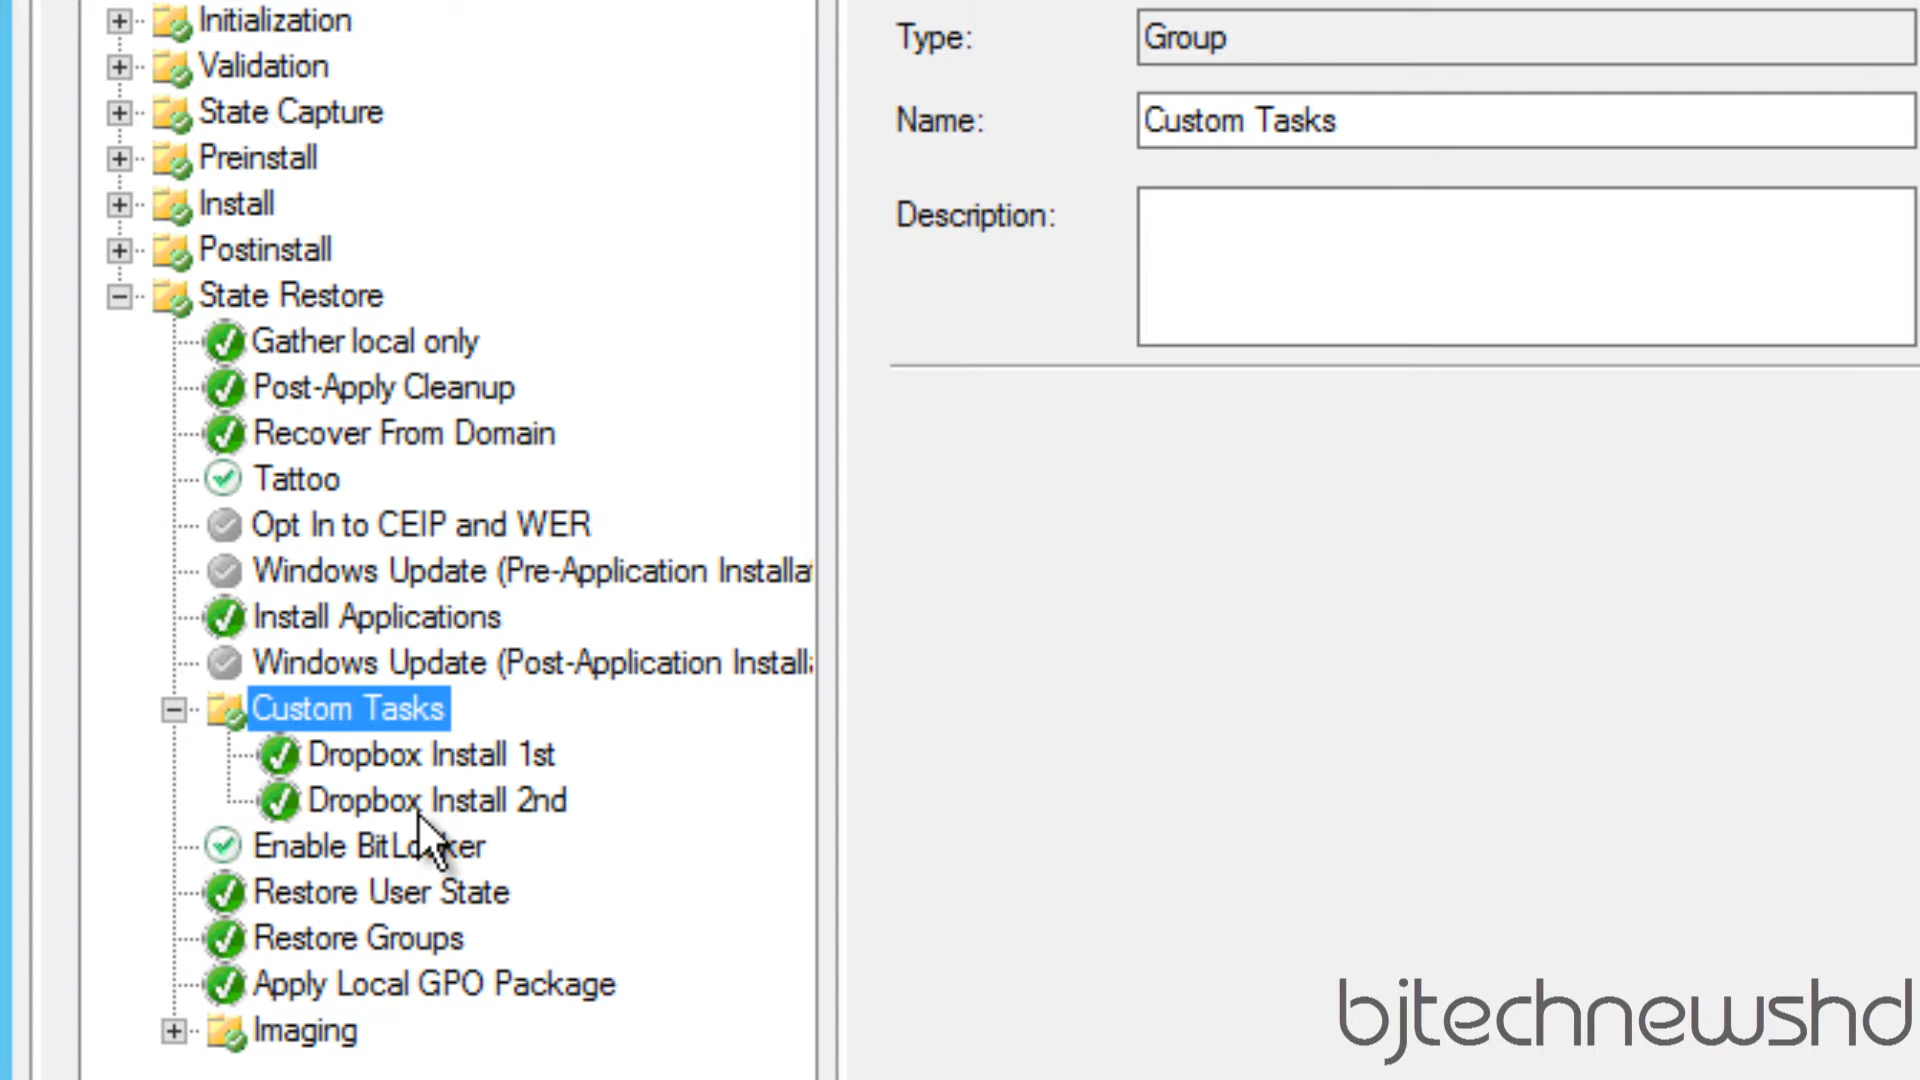 Initialization
Validation
State Capture
Preinstall
Install
Postinstall
State Restore
Gather local only
Post-Apply Cleanup
Recover From Domain
Tattoo
Opt In to CEIP and WER
Windows Update (Pre-Application Installa
Install Applications
Windows Update (Post-Application Install
Custom Tasks
Dropbox Install 1st
Dropbox Install 2nd
Enable BitLocker
Restore User State
Restore Groups
Apply Local GPO Package
Imaging
Type: Group
Name: Custom Tasks
Description:
bjtechnewshd